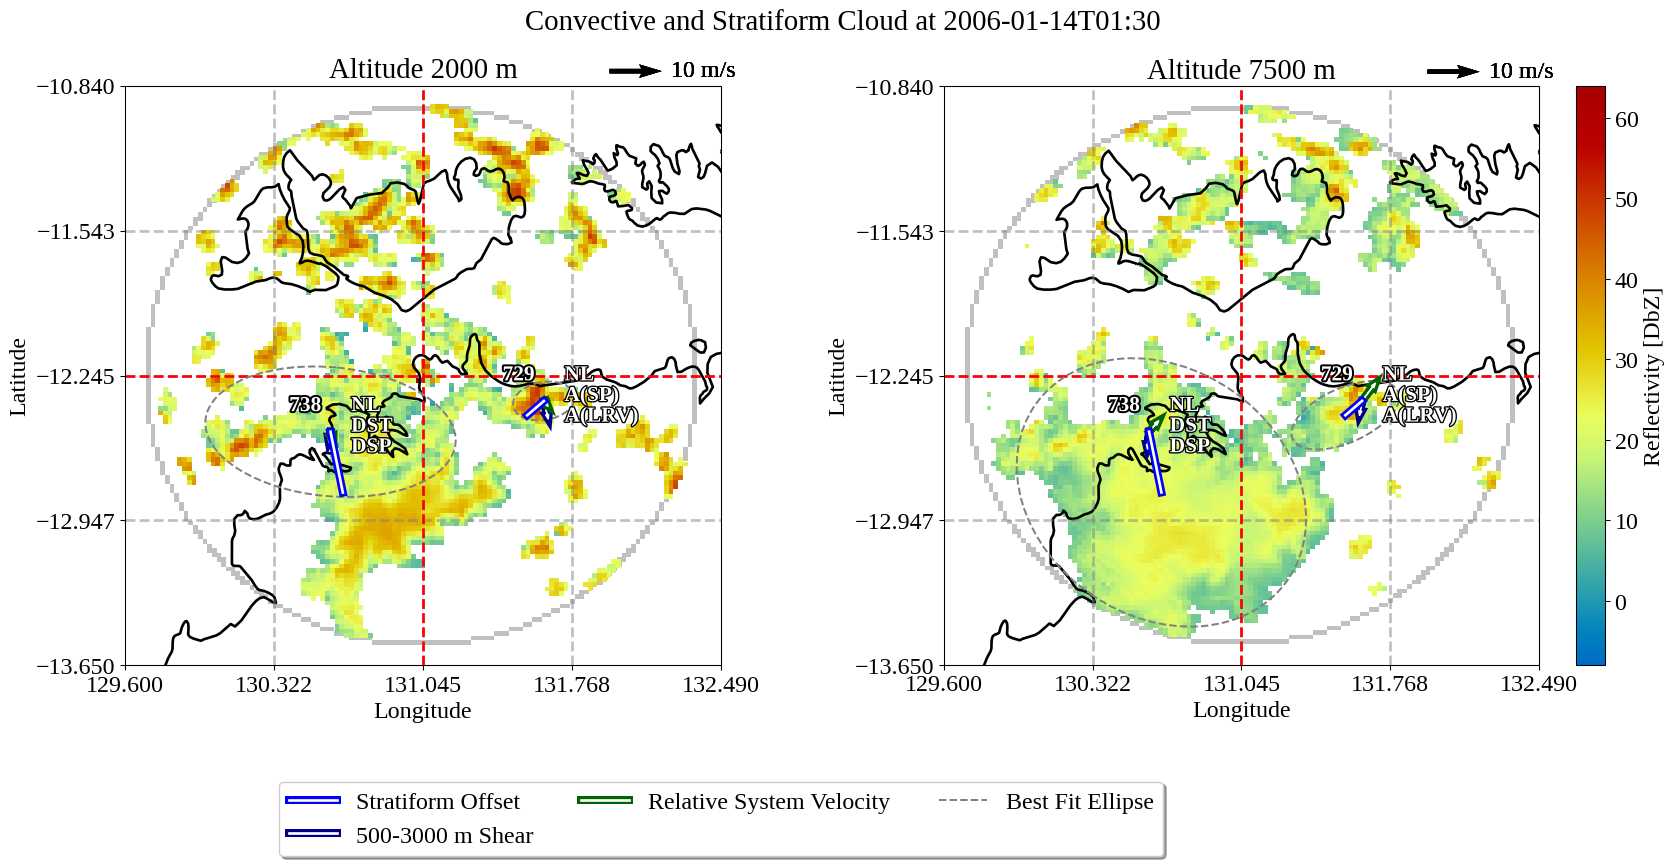 Convective and Stratiform Cloud at 2006-01-14T01:30
Altitude 2000 m
10 m/s
Altitude 7500 m
10 m/s
−10.840
−11.543
−12.245
−12.947
−13.650
Latitude
129.600
130.322
131.045
131.768
132.490
Longitude
738
NL
DST
DSP
729
NL
A(SP)
A(LRV)
−10.840
−11.543
−12.245
−12.947
−13.650
Latitude
129.600
130.322
131.045
131.768
132.490
Longitude
738
NL
DST
DSP
729
NL
A(SP)
A(LRV)
60
50
40
30
20
10
0
Reflectivity [DbZ]
Stratiform Offset
Relative System Velocity
Best Fit Ellipse
500-3000 m Shear